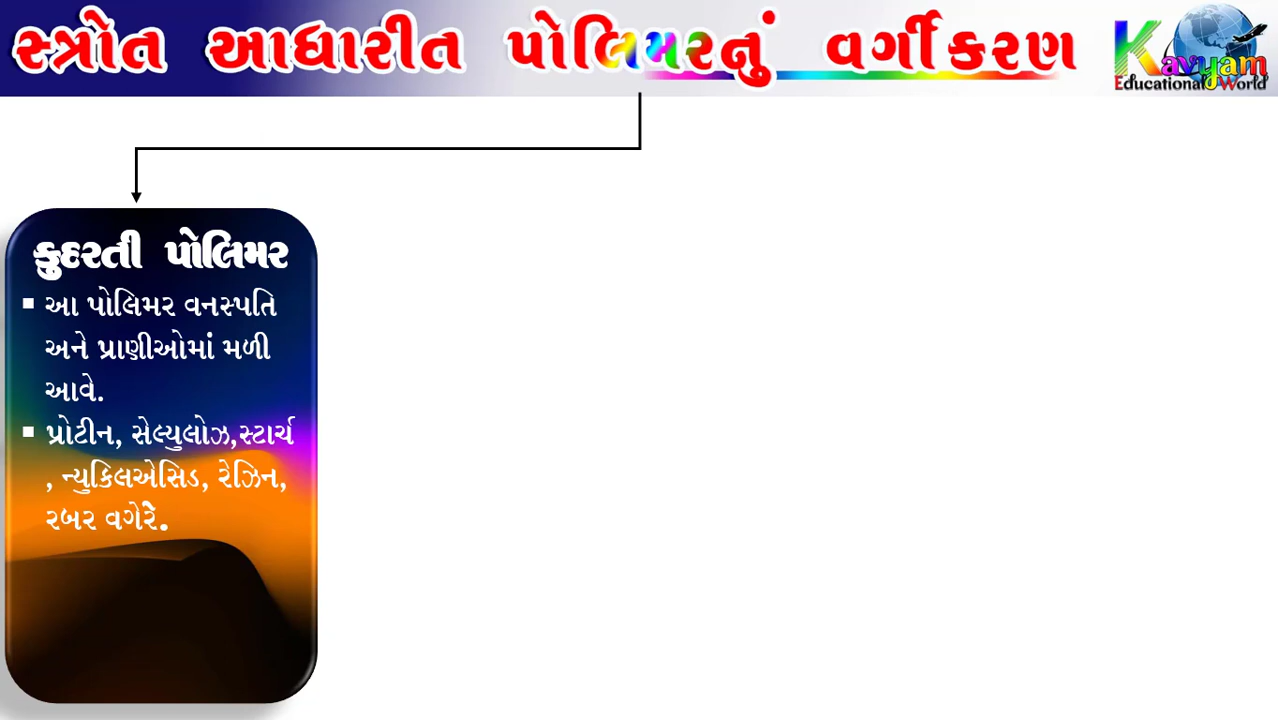 સ્ત્રોત આધારીત પોલિમરનું વર્ગીકરણ
Kavyam
Educational World
કુદરતી પોલિમર
▪ આ પોલિમર વનસ્પતિ
અને પ્રાણીઓમાં મળી
આવે.
▪ પ્રોટીન, સેલ્યુલોઝ,સ્ટાર્ચ
, ન્યુકિલએસિડ, રેઝિન,
રબર વગેરે.